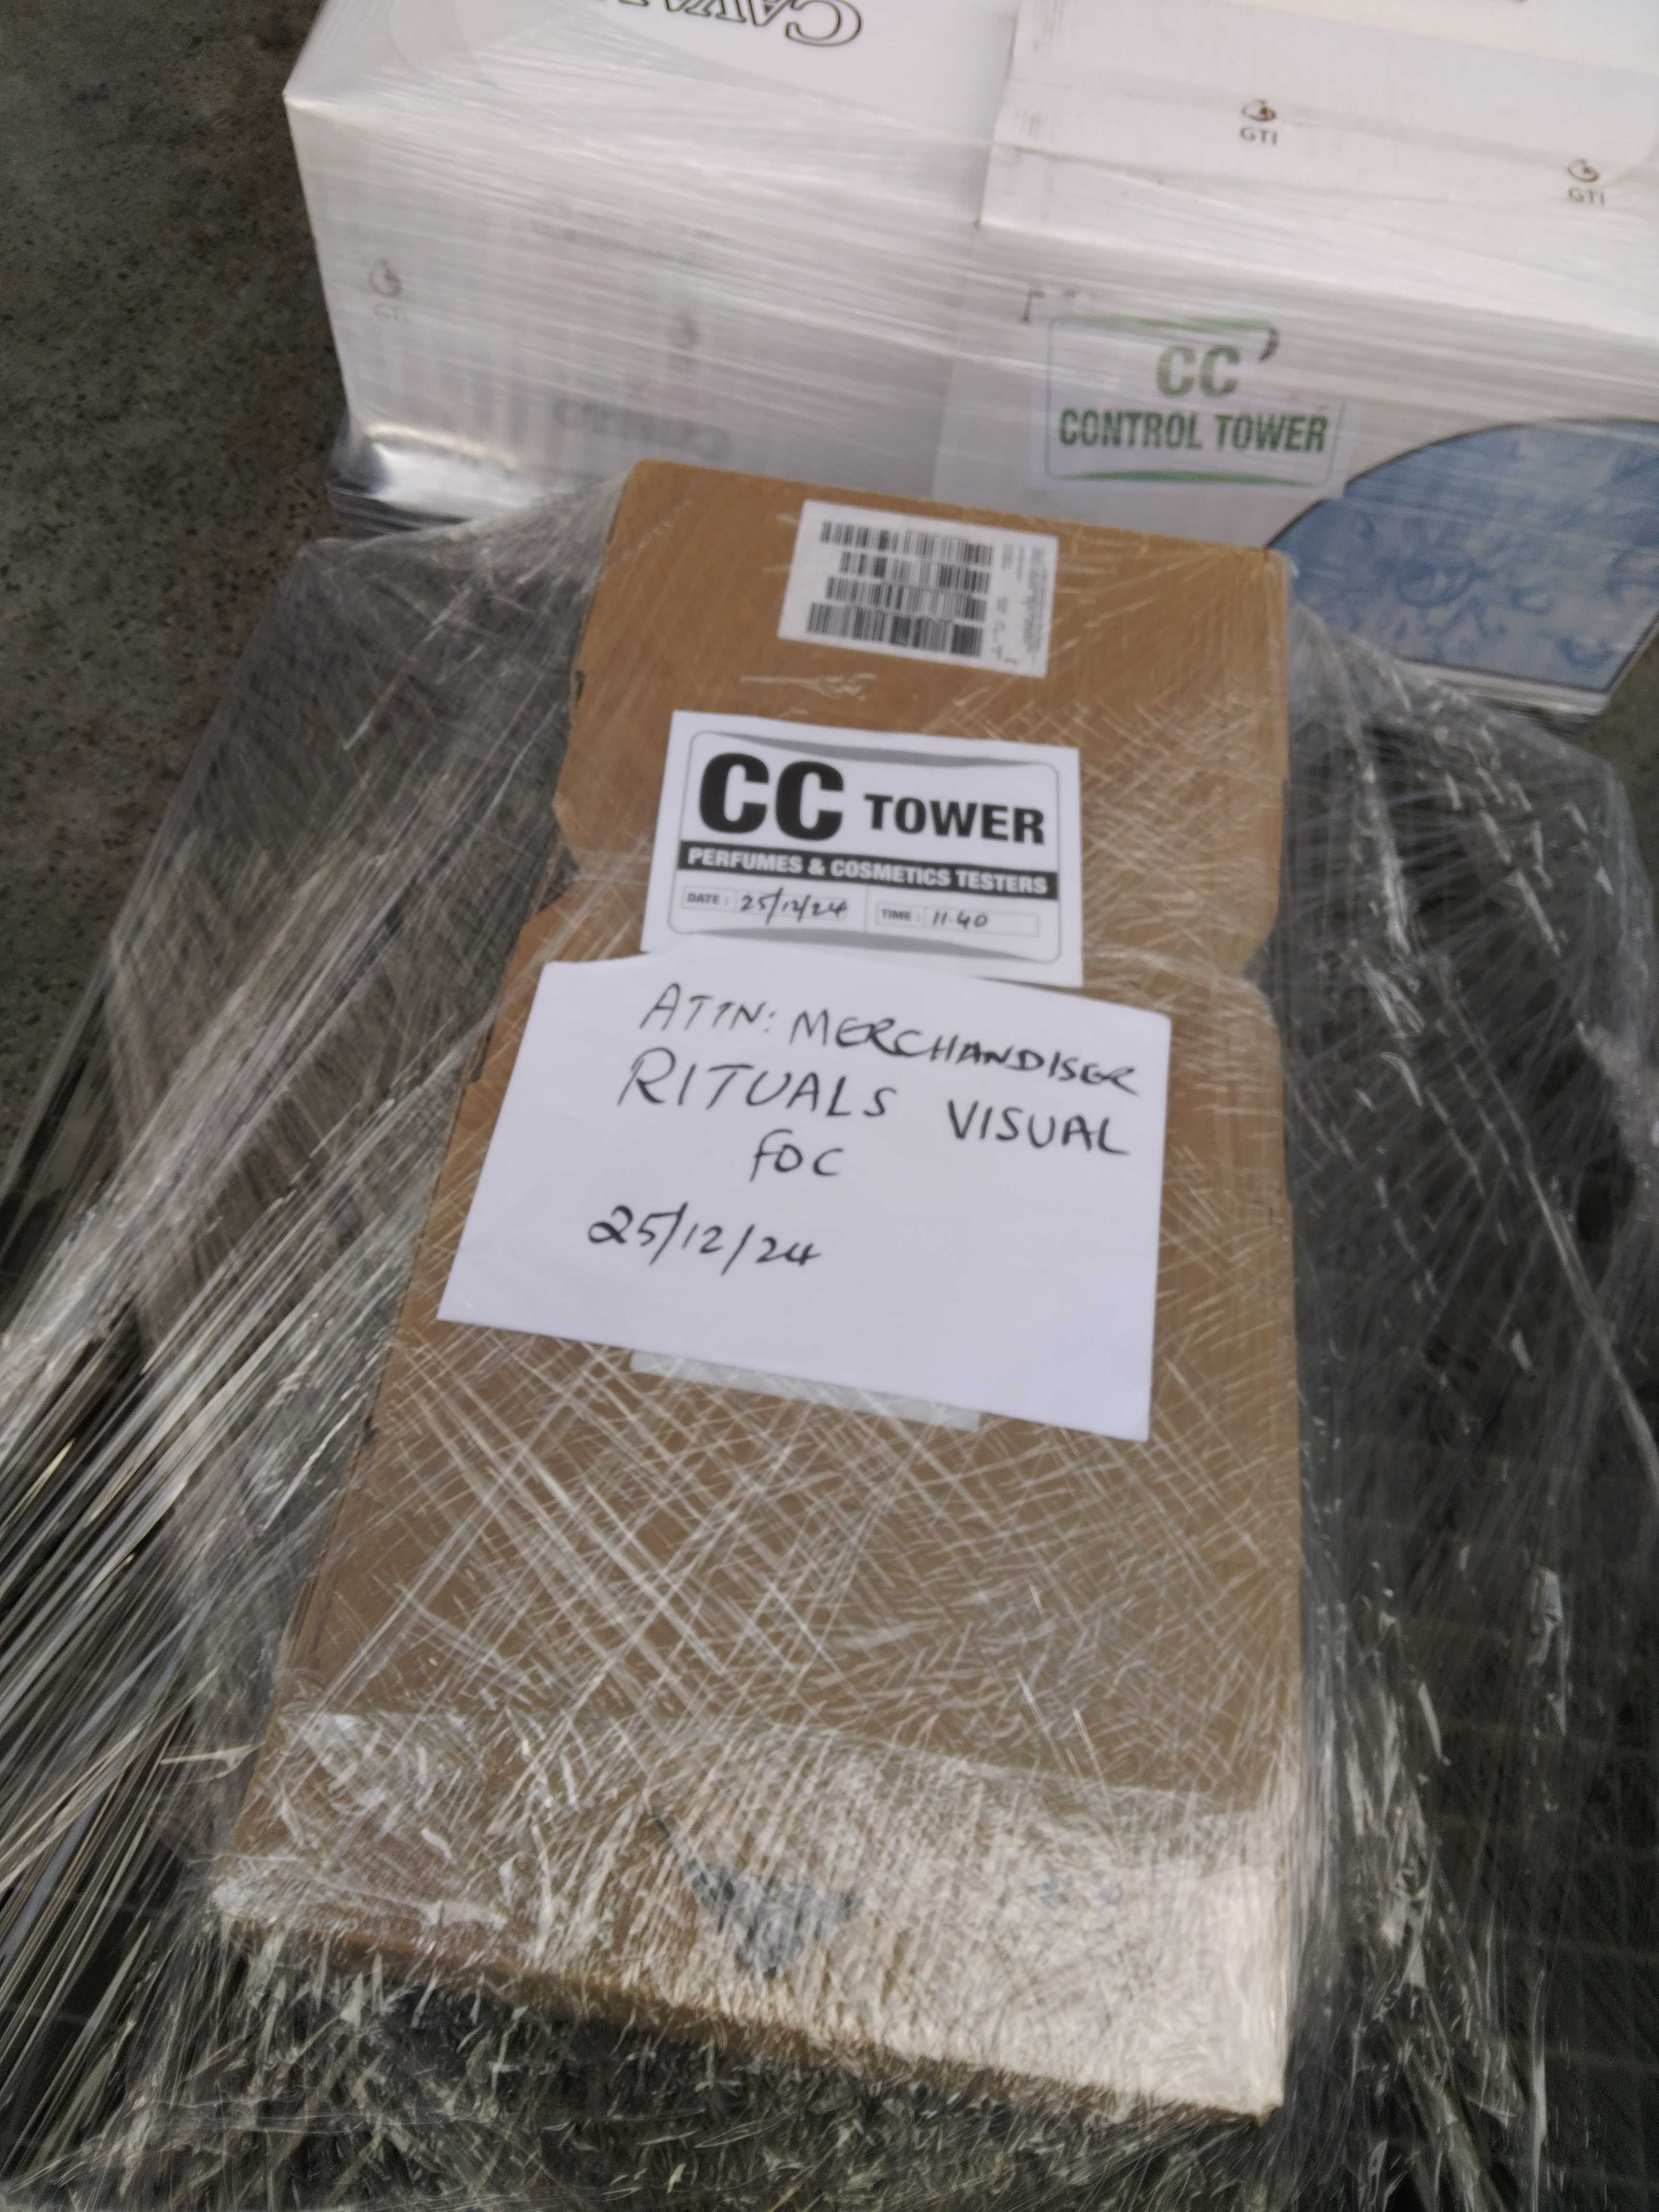 GTI
GTI
GTI
CC
CONTROL TOWER
CC TOWER
PERFUMES & COSMETICS TESTERS
DATE: 25/12/24 TIME: 11-40
ATTN: MERCHANDISER
RITUALS VISUAL
FOC
25/12/24